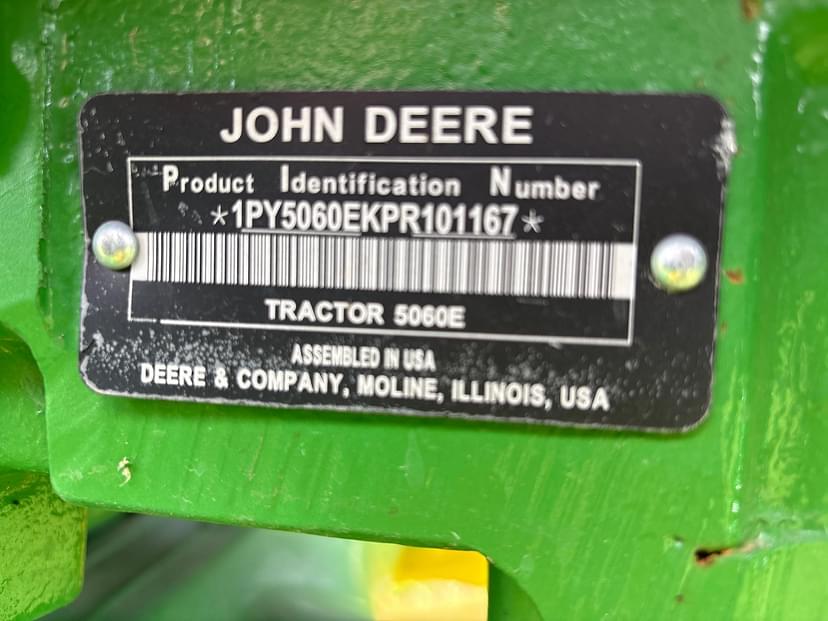 JOHN DEERE
Product Identification Number
*1PY5060EKPR101167*
TRACTOR 5060E
ASSEMBLED IN USA
DEERE & COMPANY, MOLINE, ILLINOIS, USA